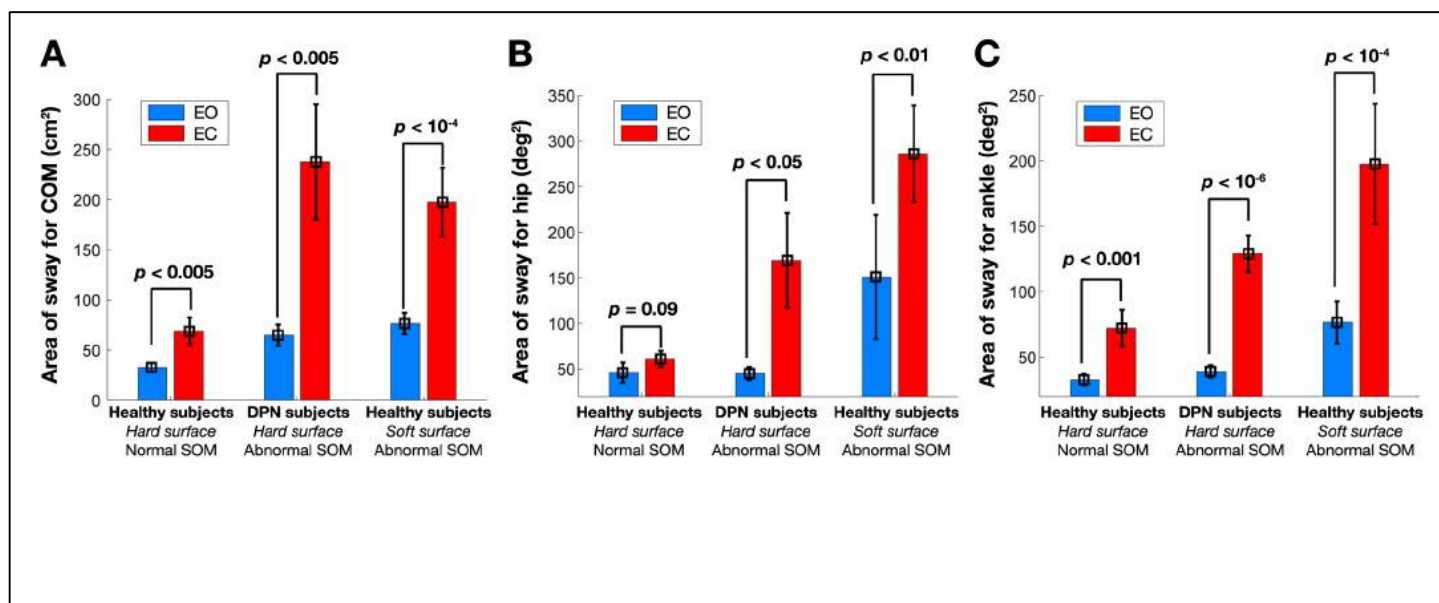 A
p < 0.005
p < 0.005
p < 10⁻⁴
EO
EC
Area of sway for COM (cm²)
300
250
200
150
100
50
0
Healthy subjects
Hard surface
Normal SOM
DPN subjects
Hard surface
Abnormal SOM
Healthy subjects
Soft surface
Abnormal SOM
B
p < 0.01
p < 0.05
p = 0.09
EO
EC
Area of sway for hip (deg²)
350
300
250
200
150
100
50
Healthy subjects
Hard surface
Normal SOM
DPN subjects
Hard surface
Abnormal SOM
Healthy subjects
Soft surface
Abnormal SOM
C
p < 10⁻⁴
p < 10⁻⁶
p < 0.001
EO
EC
Area of sway for ankle (deg²)
250
200
150
100
50
Healthy subjects
Hard surface
Normal SOM
DPN subjects
Hard surface
Abnormal SOM
Healthy subjects
Soft surface
Abnormal SOM